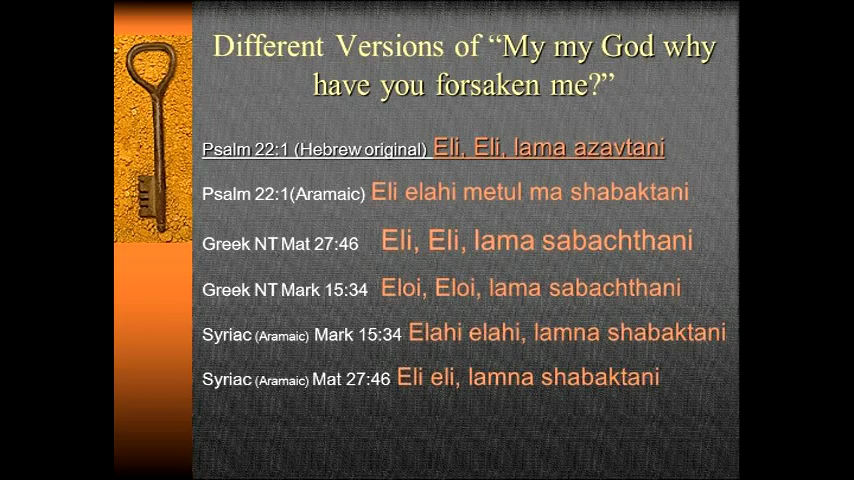 Different Versions of “My my God why
have you forsaken me?”
Psalm 22:1 (Hebrew original) Eli, Eli, lama azavtani
Psalm 22:1(Aramaic) Eli elahi metul ma shabaktani
Greek NT Mat 27:46 Eli, Eli, lama sabachthani
Greek NT Mark 15:34 Eloi, Eloi, lama sabachthani
Syriac (Aramaic) Mark 15:34 Elahi elahi, lamna shabaktani
Syriac (Aramaic) Mat 27:46 Eli eli, lamna shabaktani